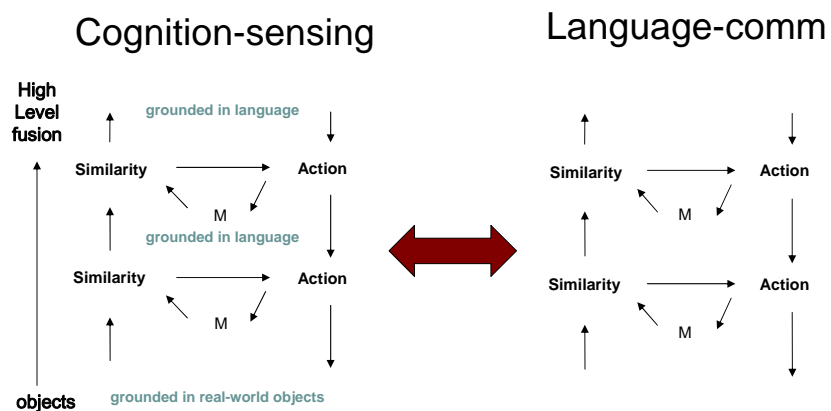 Cognition-sensing
Language-comm
High
Level
fusion
grounded in language
Similarity
Action
M
grounded in language
Similarity
Action
M
objects
grounded in real-world objects
Similarity
Action
M
Similarity
Action
M